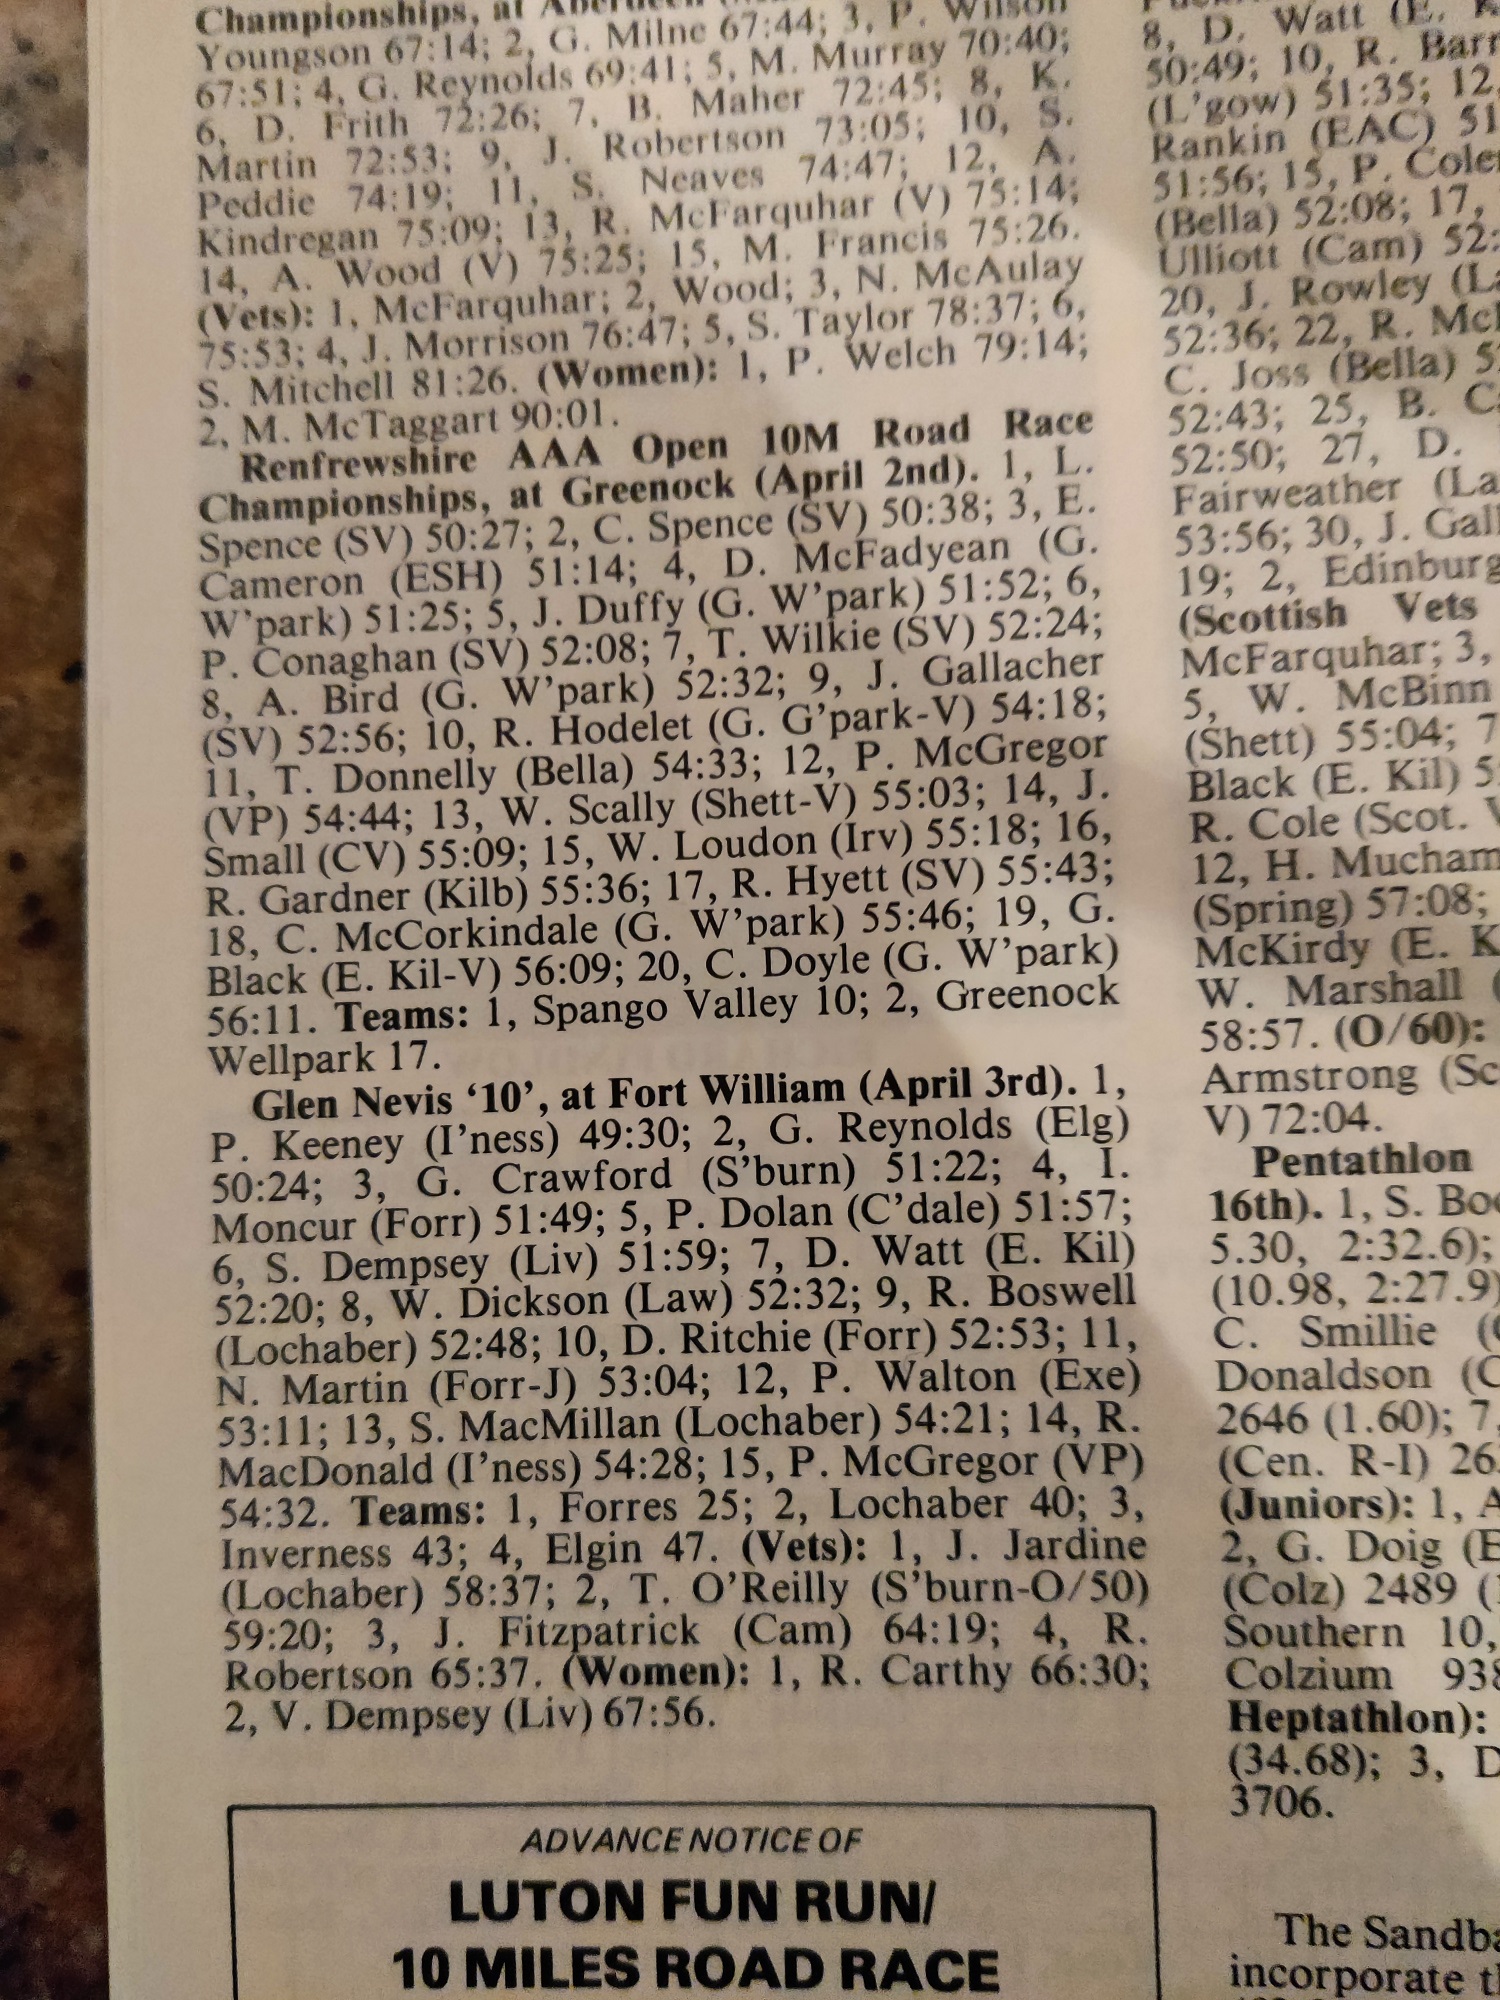 Championships, at Aberdeen
Youngson 67:14; 2, G. Milne 67:44; 3, P. Wilson
67:51; 4, G. Reynolds 69:41; 5, M. Murray 70:40;
6, D. Frith 72:26; 7, B. Maher 72:45; 8, K.
Martin 72:53; 9, J. Robertson 73:05; 10, S.
Peddie 74:19; 11, S. Neaves 74:47; 12, A.
Kindregan 75:09; 13, R. McFarquhar (V) 75:14;
14, A. Wood (V) 75:25; 15, M. Francis 75:26.
(Vets): 1, McFarquhar; 2, Wood; 3, N. McAulay
75:53; 4, J. Morrison 76:47; 5, S. Taylor 78:37; 6,
S. Mitchell 81:26. (Women): 1, P. Welch 79:14;
2, M. McTaggart 90:01.
Renfrewshire AAA Open 10M Road Race
Championships, at Greenock (April 2nd). 1, L.
Spence (SV) 50:27; 2, C. Spence (SV) 50:38; 3, E.
Cameron (ESH) 51:14; 4, D. McFadyean (G.
W'park) 51:25; 5, J. Duffy (G. W'park) 51:52; 6,
P. Conaghan (SV) 52:08; 7, T. Wilkie (SV) 52:24;
8, A. Bird (G. W'park) 52:32; 9, J. Gallacher
(SV) 52:56; 10, R. Hodelet (G. G'park-V) 54:18;
11, T. Donnelly (Bella) 54:33; 12, P. McGregor
(VP) 54:44; 13, W. Scally (Shett-V) 55:03; 14, J.
Small (CV) 55:09; 15, W. Loudon (Irv) 55:18; 16,
R. Gardner (Kilb) 55:36; 17, R. Hyett (SV) 55:43;
18, C. McCorkindale (G. W'park) 55:46; 19, G.
Black (E. Kil-V) 56:09; 20, C. Doyle (G. W'park)
56:11. Teams: 1, Spango Valley 10; 2, Greenock
Wellpark 17.
Glen Nevis '10', at Fort William (April 3rd). 1,
P. Keeney (I'ness) 49:30; 2, G. Reynolds (Elg)
50:24; 3, G. Crawford (S'burn) 51:22; 4, I.
Moncur (Forr) 51:49; 5, P. Dolan (C'dale) 51:57;
6, S. Dempsey (Liv) 51:59; 7, D. Watt (E. Kil)
52:20; 8, W. Dickson (Law) 52:32; 9, R. Boswell
(Lochaber) 52:48; 10, D. Ritchie (Forr) 52:53; 11,
N. Martin (Forr-J) 53:04; 12, P. Walton (Exe)
53:11; 13, S. MacMillan (Lochaber) 54:21; 14, R.
MacDonald (I'ness) 54:28; 15, P. McGregor (VP)
54:32. Teams: 1, Forres 25; 2, Lochaber 40; 3,
Inverness 43; 4, Elgin 47. (Vets): 1, J. Jardine
(Lochaber) 58:37; 2, T. O'Reilly (S'burn-O/50)
59:20; 3, J. Fitzpatrick (Cam) 64:19; 4, R.
Robertson 65:37. (Women): 1, R. Carthy 66:30;
2, V. Dempsey (Liv) 67:56.
ADVANCE NOTICE OF
LUTON FUN RUN/
10 MILES ROAD RACE
8, D. Watt (E.
50:49; 10, R. Barr
(L'gow) 51:35; 12,
Rankin (EAC) 51
51:56; 15, P. Cole
(Bella) 52:08; 17,
Ulliott (Cam) 52:
20, J. Rowley (La
52:36; 22, R. Mc
C. Joss (Bella) 5
52:43; 25, B. C
52:50; 27, D.
Fairweather (La
53:56; 30, J. Gall
19; 2, Edinburg
(Scottish Vets
McFarquhar; 3,
5, W. McBinn
(Shett) 55:04; 7
Black (E. Kil) 5
R. Cole (Scot. V
12, H. Mucham
(Spring) 57:08;
McKirdy (E. K
W. Marshall (
58:57. (O/60):
Armstrong (Sc
V) 72:04.
Pentathlon
16th). 1, S. Boo
5.30, 2:32.6);
(10.98, 2:27.9)
C. Smillie (
Donaldson (C
2646 (1.60); 7,
(Cen. R-I) 26
(Juniors): 1, A
2, G. Doig (E
(Colz) 2489 (
Southern 10,
Colzium 938
Heptathlon):
(34.68); 3, D
3706.
The Sandba
incorporate th